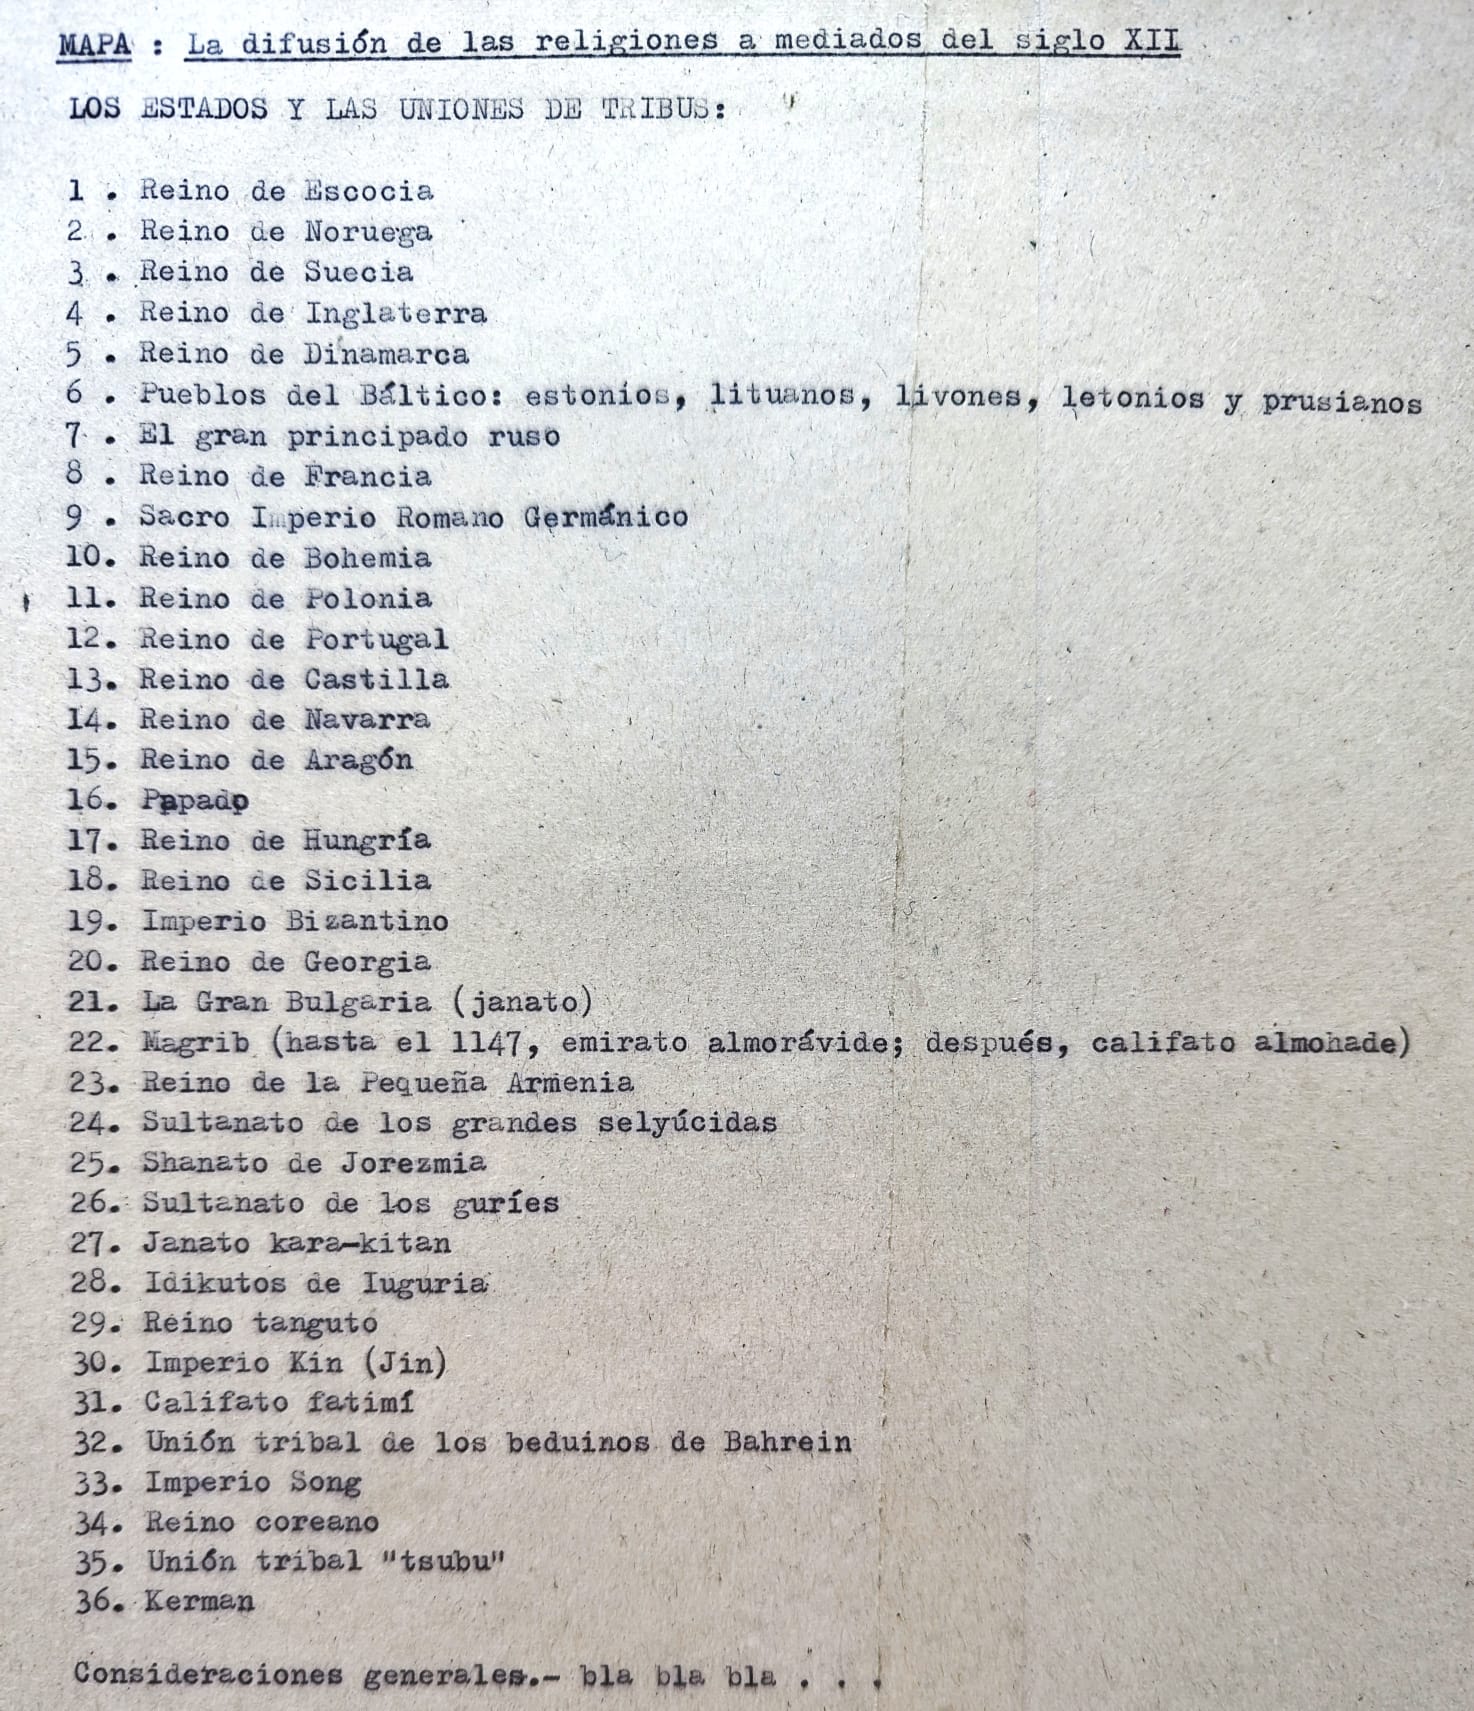 MAPA : La difusión de las religiones a mediados del siglo XII
LOS ESTADOS Y LAS UNIONES DE TRIBUS:
1 . Reino de Escocia
2 . Reino de Noruega
3 . Reino de Suecia
4 . Reino de Inglaterra
5 . Reino de Dinamarca
6 . Pueblos del Báltico: estonios, lituanos, livones, letonios y prusianos
7 . El gran principado ruso
8 . Reino de Francia
9 . Sacro Imperio Romano Germánico
10. Reino de Bohemia
11. Reino de Polonia
12. Reino de Portugal
13. Reino de Castilla
14. Reino de Navarra
15. Reino de Aragón
16. Papado
17. Reino de Hungría
18. Reino de Sicilia
19. Imperio Bizantino
20. Reino de Georgia
21. La Gran Bulgaria (janato)
22. Magrib (hasta el 1147, emirato almorávide; después, califato almohade)
23. Reino de la Pequeña Armenia
24. Sultanato de los grandes selyúcidas
25. Shanato de Jorezmia
26. Sultanato de los guríes
27. Janato kara-kitan
28. Idikutos de Iuguria
29. Reino tanguto
30. Imperio Kin (Jin)
31. Califato fatimí
32. Unión tribal de los beduinos de Bahrein
33. Imperio Song
34. Reino coreano
35. Unión tribal "tsubu"
36. Kerman
Consideraciones generales.- bla bla bla . . .